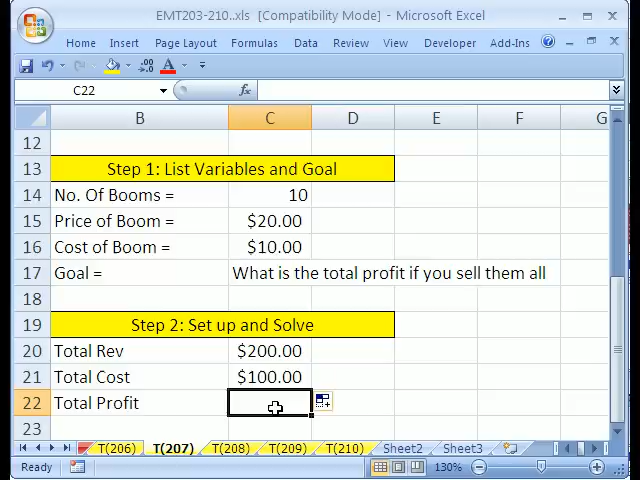 EMT203-210..xls [Compatibility Mode] - Microsoft Excel
Home Insert Page Layout Formulas Data Review View Developer Add-Ins
C22 fx
B C D E F G
12
13 Step 1: List Variables and Goal
14 No. Of Booms = 10
15 Price of Boom = $20.00
16 Cost of Boom = $10.00
17 Goal = What is the total profit if you sell them all
18
19 Step 2: Set up and Solve
20 Total Rev $200.00
21 Total Cost $100.00
22 Total Profit
23
T(206) T(207) T(208) T(209) T(210) Sheet2 Sheet3
Ready 130%